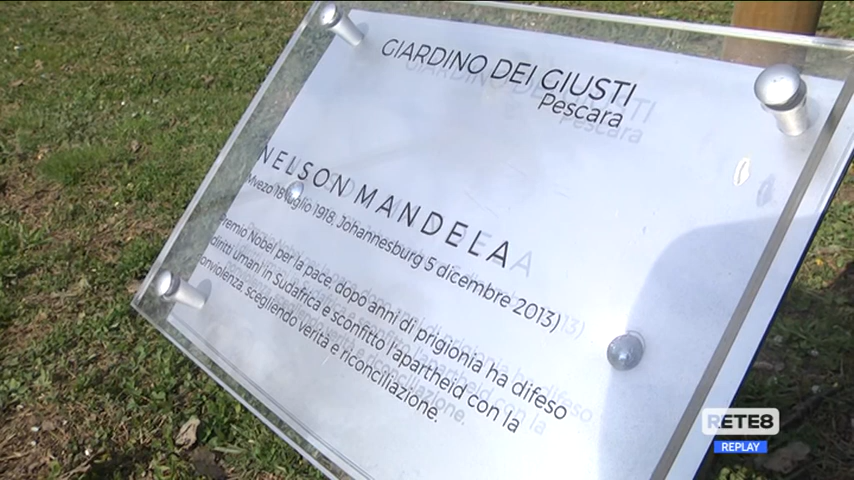 GIARDINO DEI GIUSTI
Pescara
NELSON MANDELA
Mvezo 18 luglio 1918, Johannesburg 5 dicembre 2013)
premio Nobel per la pace, dopo anni di prigionia ha difeso
diritti umani in Sudafrica e sconfitto l'apartheid con la
onviolenza, scegliendo verità e riconciliazione.
RETE8
REPLAY